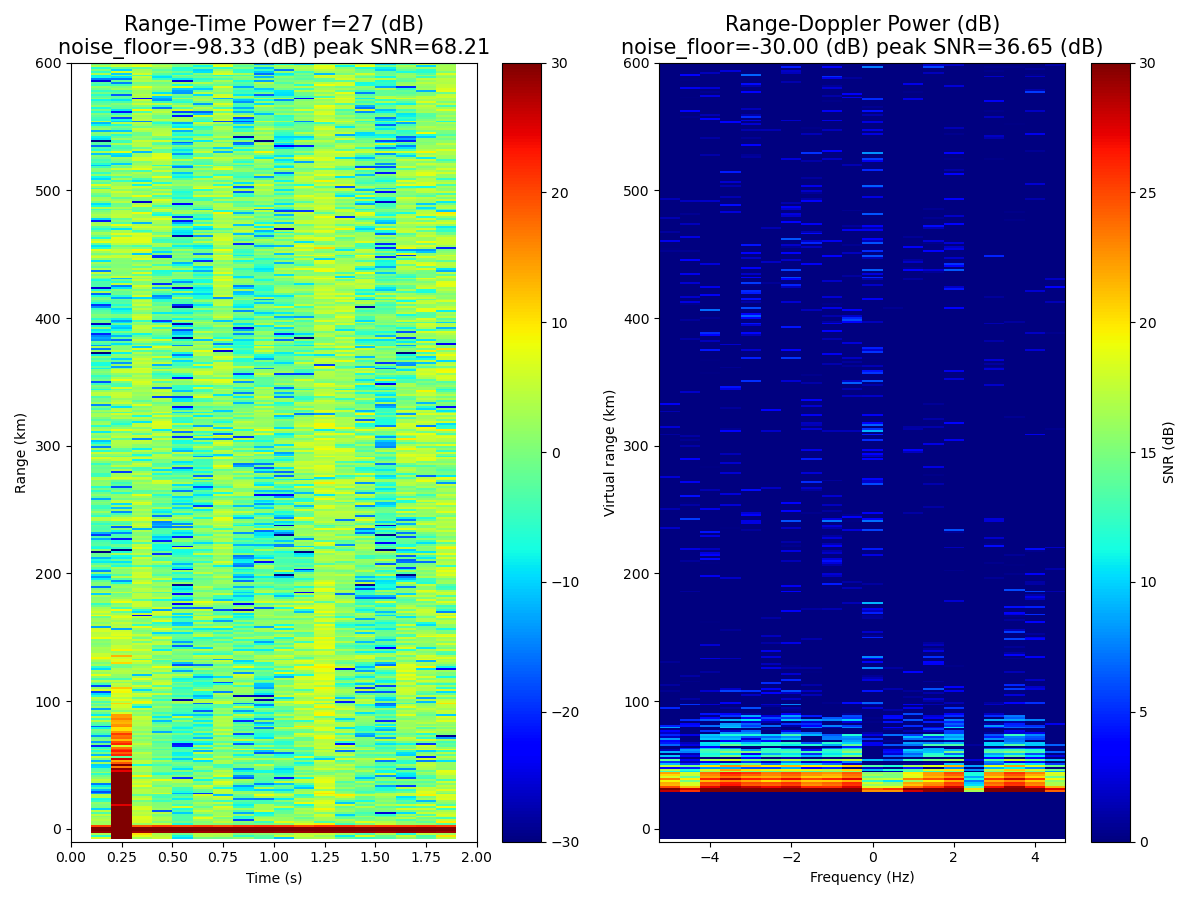 Range-Time Power f=27 (dB)
noise_floor=-98.33 (dB) peak SNR=68.21
600
500
400
300
200
100
0
Range (km)
0.00 0.25 0.50 0.75 1.00 1.25 1.50 1.75 2.00
Time (s)
30
20
10
0
−10
−20
−30
Range-Doppler Power (dB)
noise_floor=-30.00 (dB) peak SNR=36.65 (dB)
600
500
400
300
200
100
0
Virtual range (km)
−4 −2 0 2 4
Frequency (Hz)
30
25
20
15
10
5
0
SNR (dB)